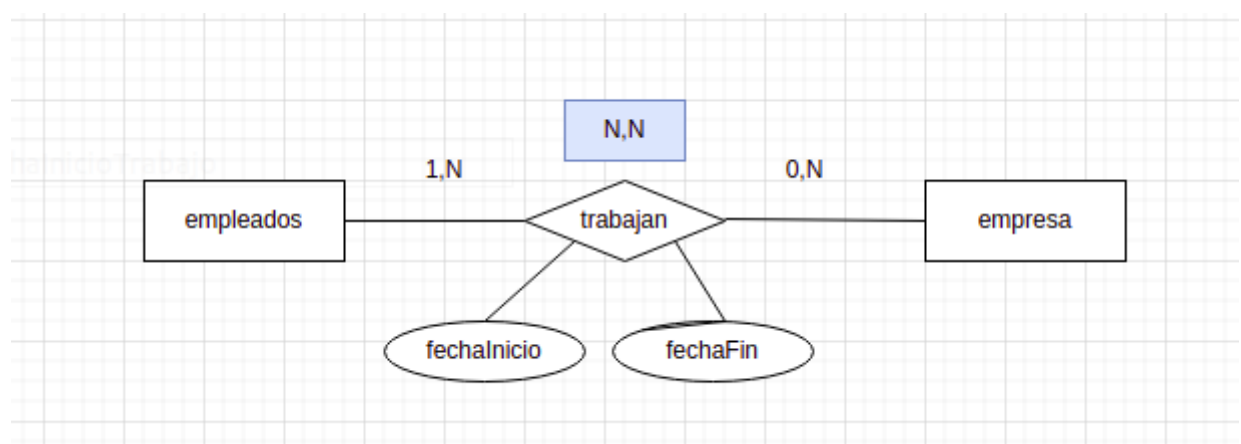 N,N
1,N
0,N
empleados
trabajan
empresa
fechaInicio
fechaFin